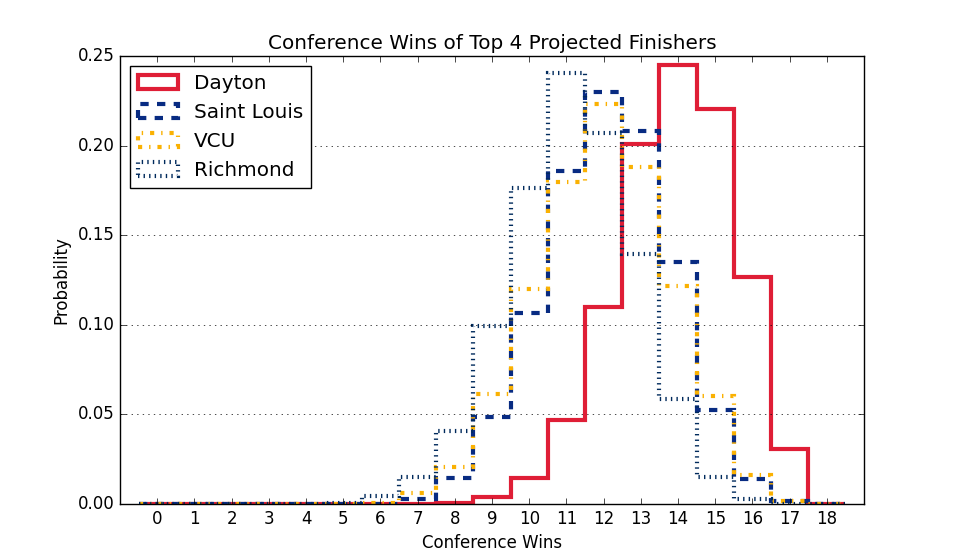 Conference Wins of Top 4 Projected Finishers
Dayton
Saint Louis
VCU
Richmond
0.25
0.20
0.15
0.10
0.05
0.00
Probability
0 1 2 3 4 5 6 7 8 9 10 11 12 13 14 15 16 17 18
Conference Wins